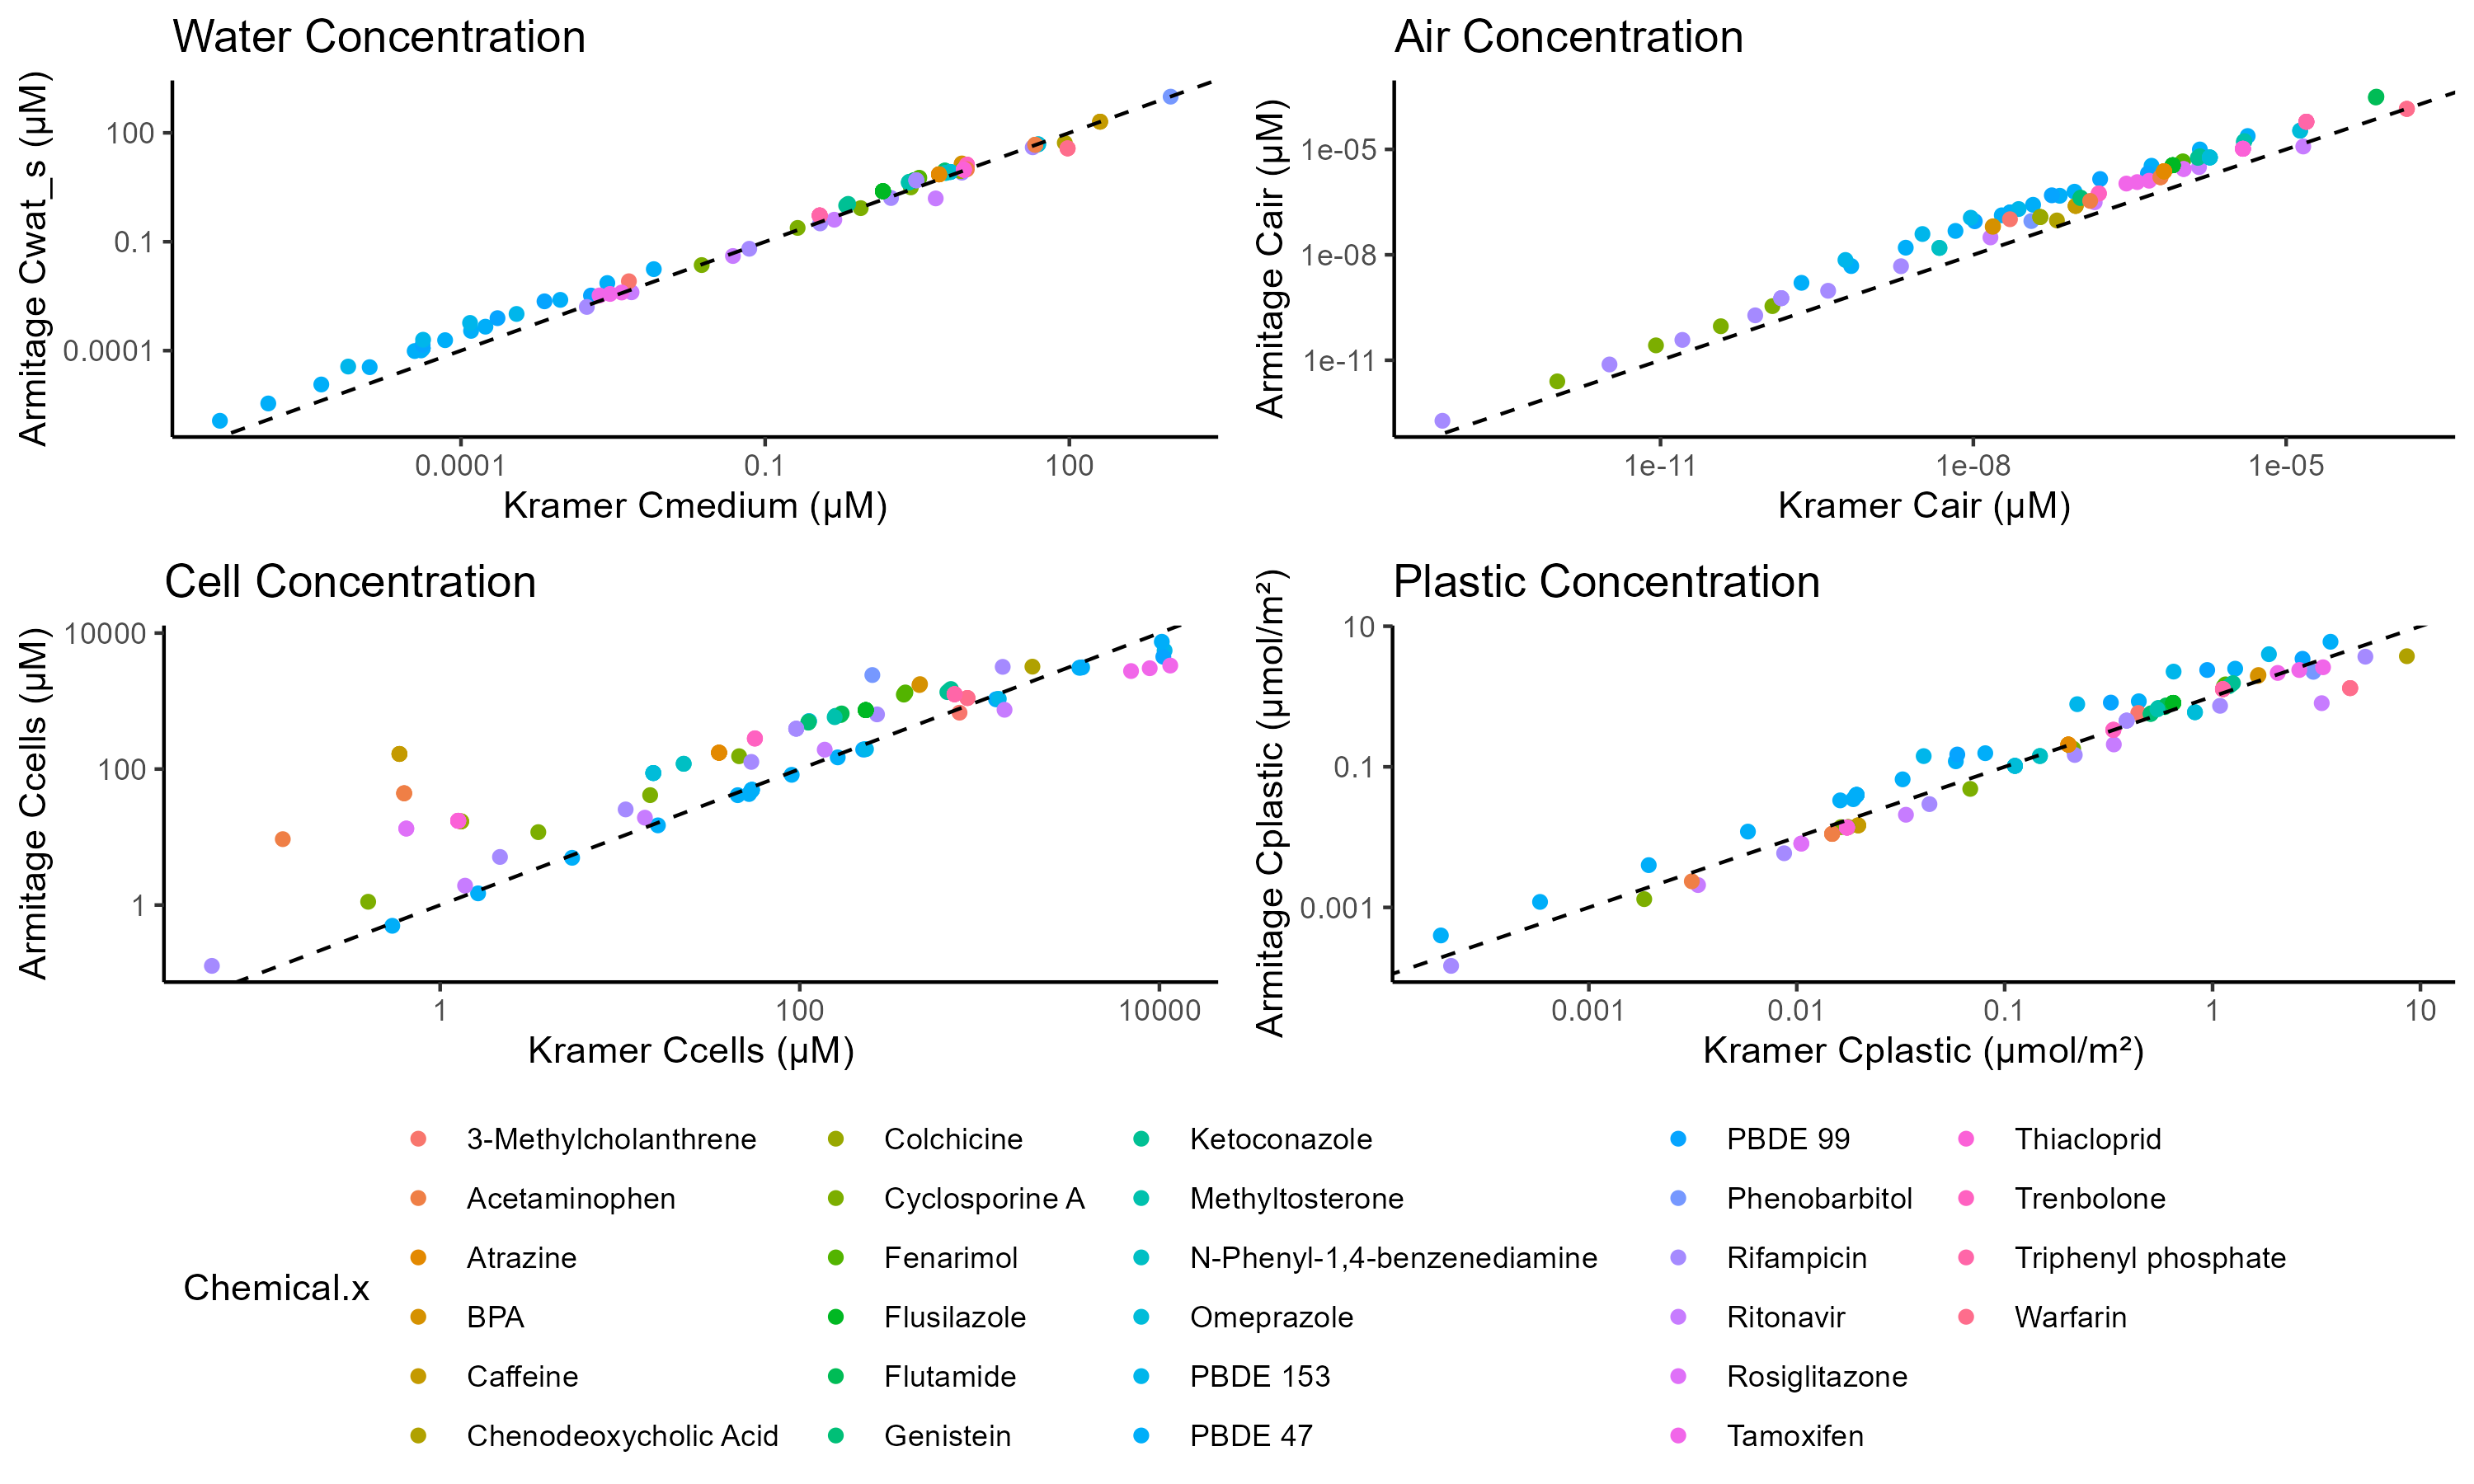 Water Concentration
Armitage Cwat_s (µM)
100
0.1
0.0001
0.0001
0.1
100
Kramer Cmedium (µM)
Air Concentration
Armitage Cair (µM)
1e-05
1e-08
1e-11
1e-11
1e-08
1e-05
Kramer Cair (µM)
Cell Concentration
Armitage Ccells (µM)
10000
100
1
1
100
10000
Kramer Ccells (µM)
Plastic Concentration
Armitage Cplastic (µmol/m²)
10
0.1
0.001
0.001
0.01
0.1
1
10
Kramer Cplastic (µmol/m²)
Chemical.x
3-Methylcholanthrene
Acetaminophen
Atrazine
BPA
Caffeine
Chenodeoxycholic Acid
Colchicine
Cyclosporine A
Fenarimol
Flusilazole
Flutamide
Genistein
Ketoconazole
Methyltosterone
N-Phenyl-1,4-benzenediamine
Omeprazole
PBDE 153
PBDE 47
PBDE 99
Phenobarbitol
Rifampicin
Ritonavir
Rosiglitazone
Tamoxifen
Thiacloprid
Trenbolone
Triphenyl phosphate
Warfarin